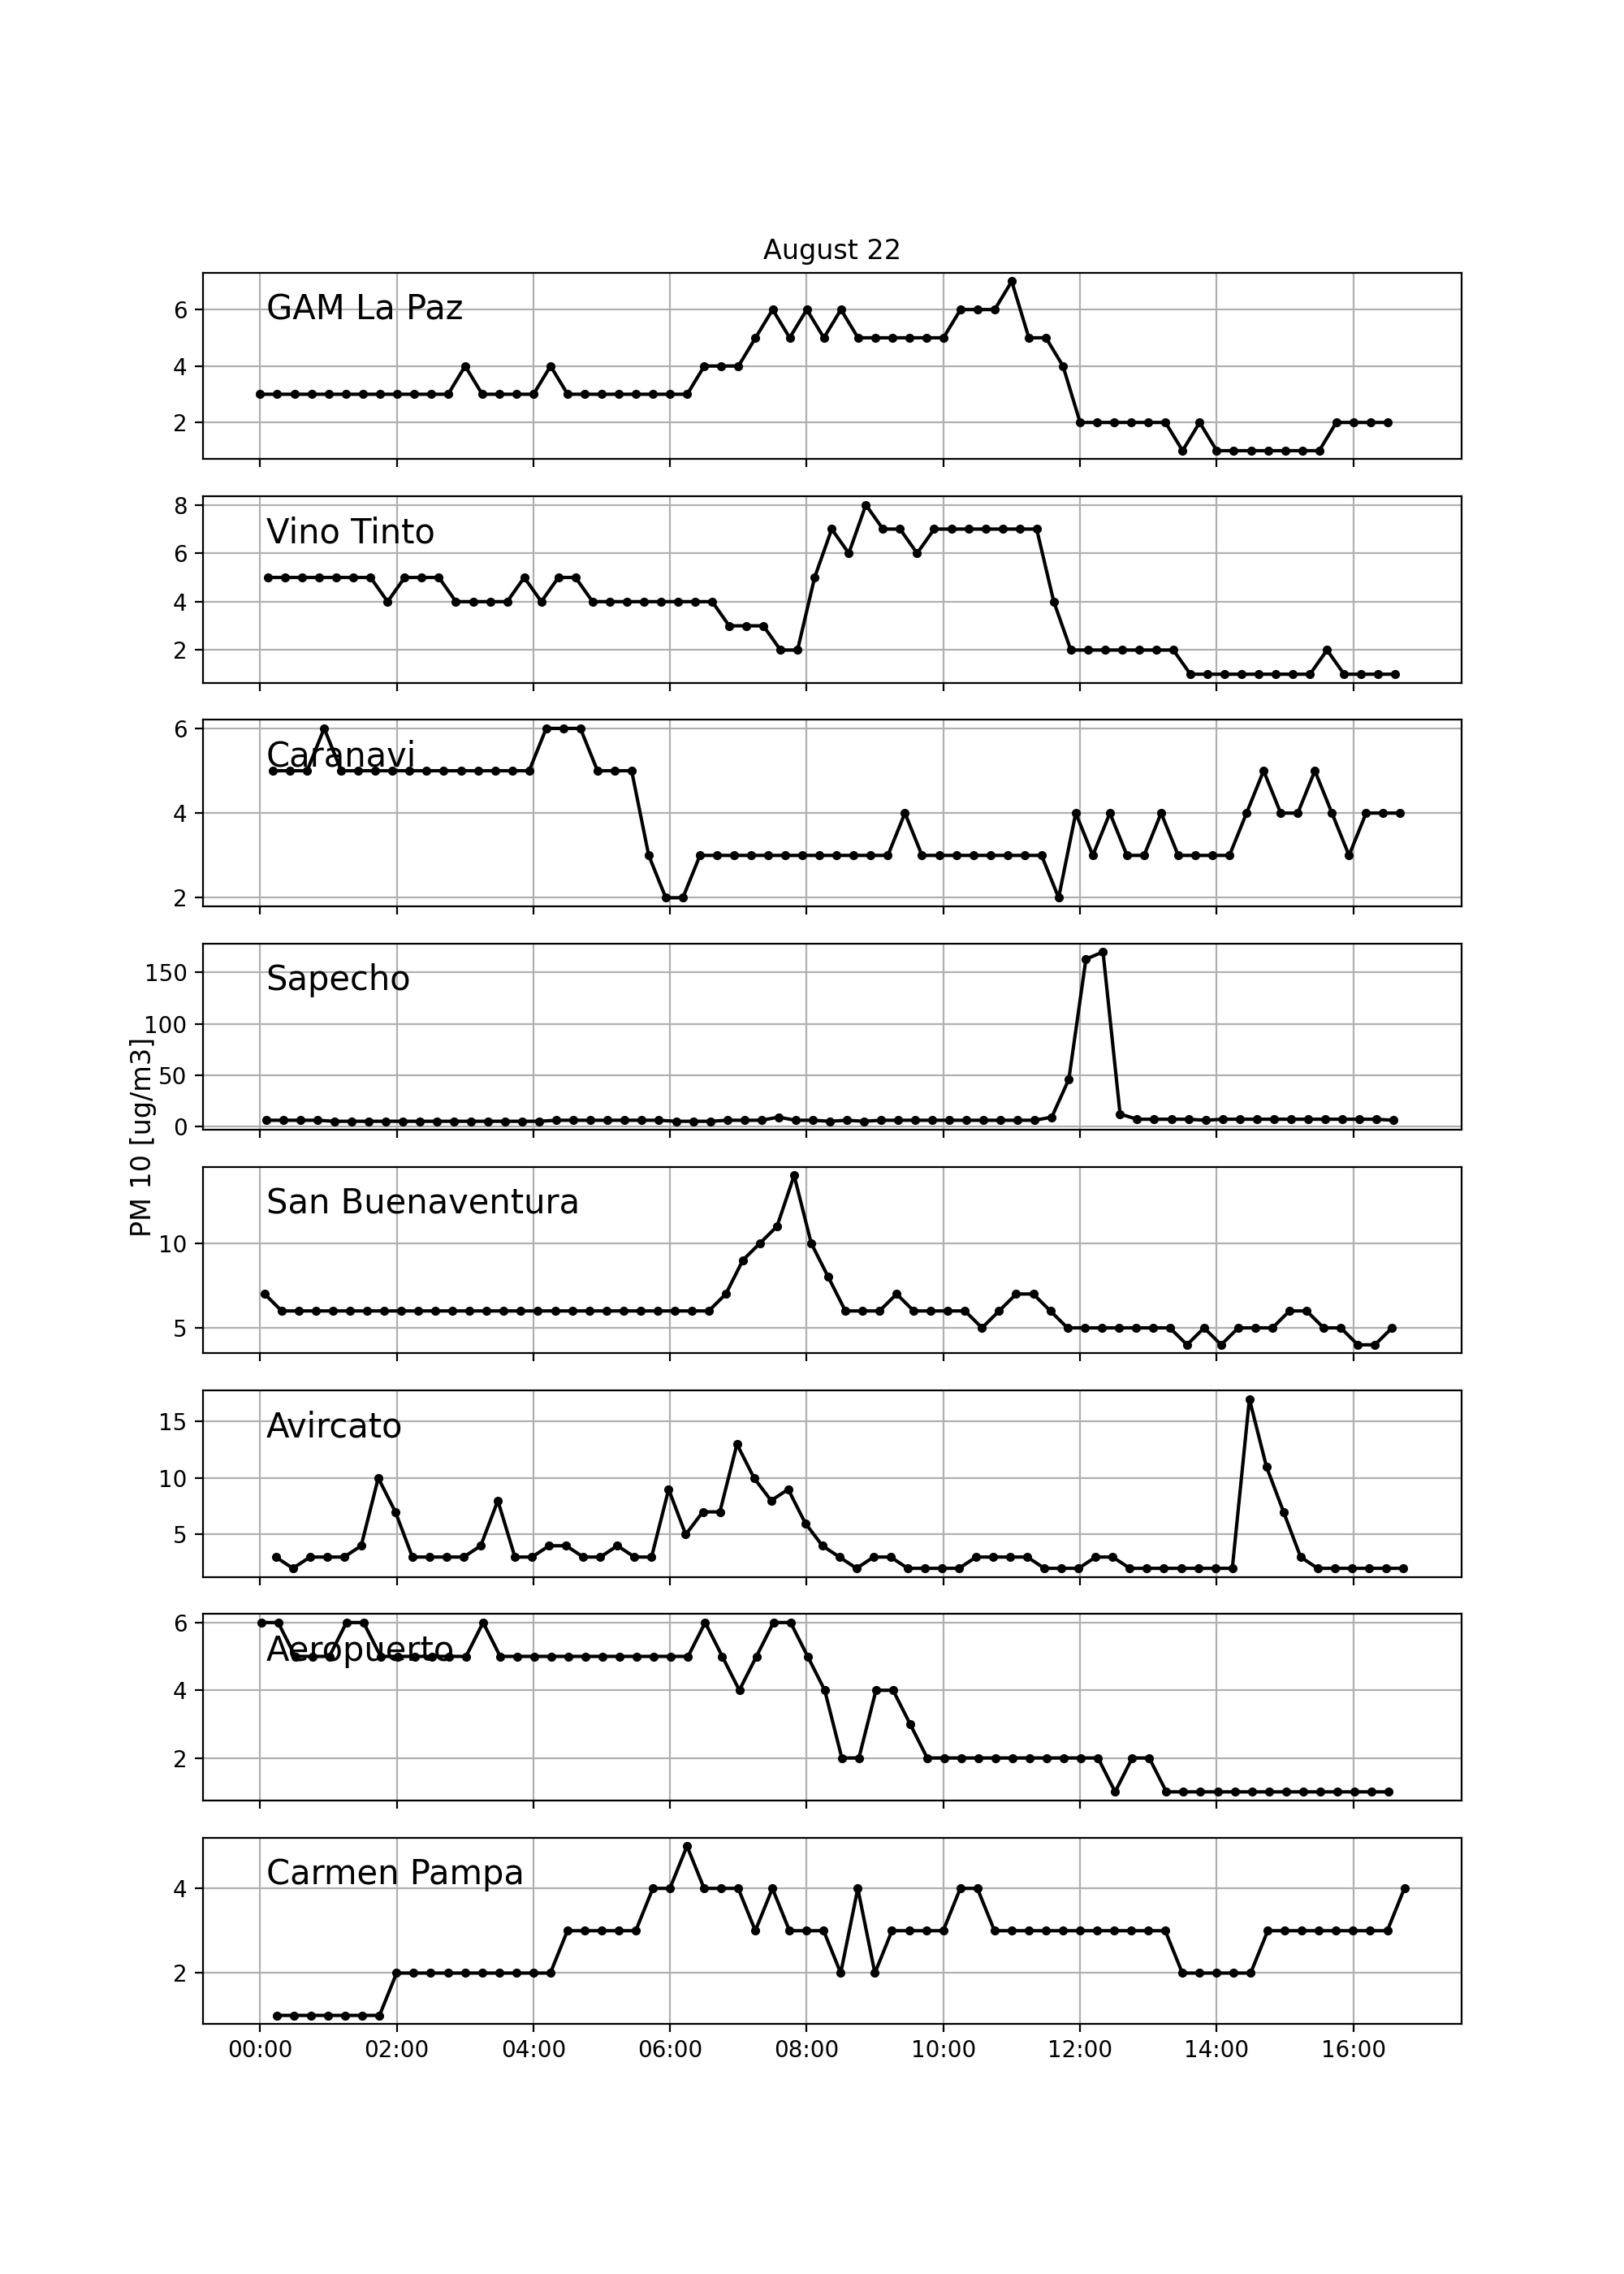 August 22
GAM La Paz
6
4
2
Vino Tinto
8
6
4
2
Caranavi
6
4
2
PM 10 [ug/m3]
Sapecho
150
100
50
0
San Buenaventura
10
5
Avircato
15
10
5
Aeropuerto
6
4
2
Carmen Pampa
4
2
00:00 02:00 04:00 06:00 08:00 10:00 12:00 14:00 16:00